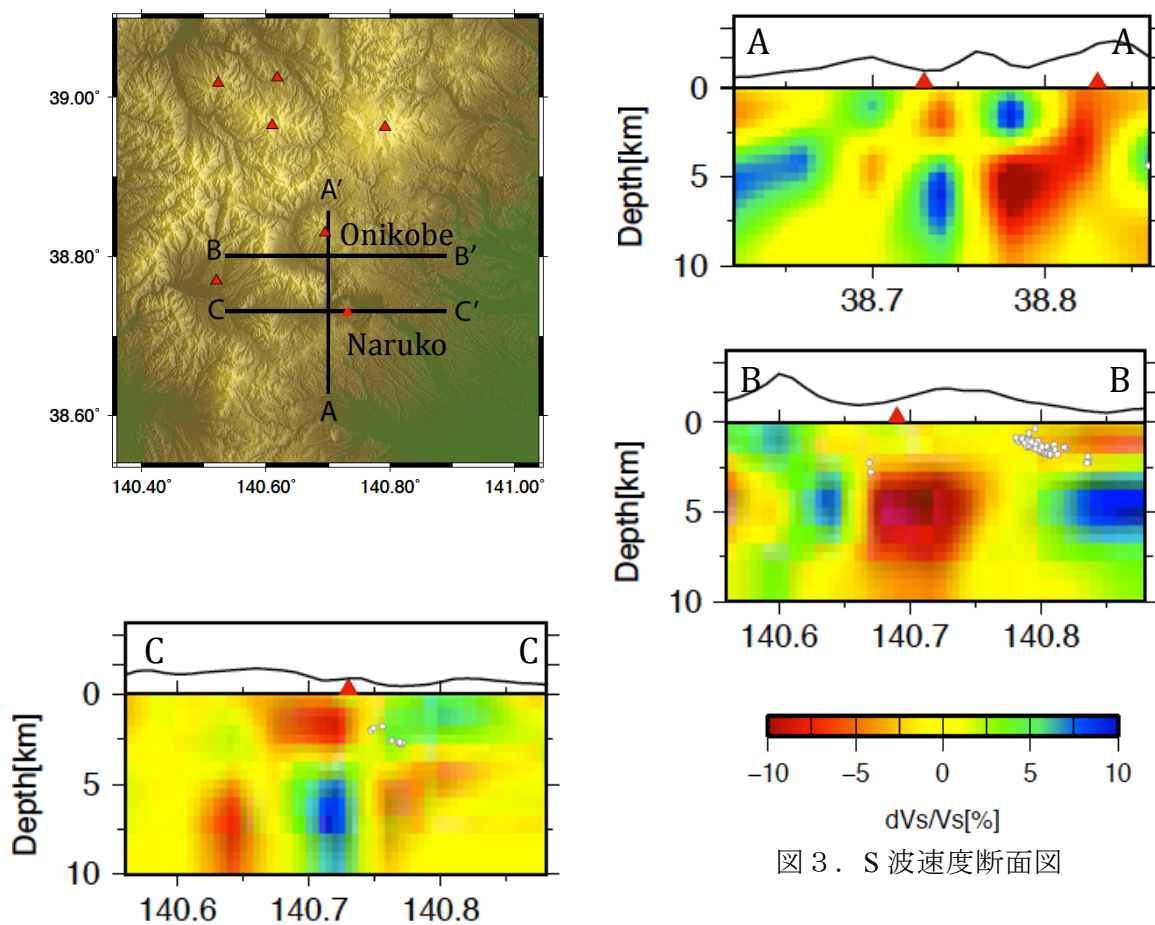 39.00°
38.80°
38.60°
140.40° 140.60° 140.80° 141.00°
A'
Onikobe
B B'
C C'
Naruko
A
A A
0
5
10
Depth[km]
38.7 38.8
B B
0
5
10
Depth[km]
140.6 140.7 140.8
C C
0
5
10
Depth[km]
140.6 140.7 140.8
−10 −5 0 5 10
dVs/Vs[%]
図３．S 波速度断面図